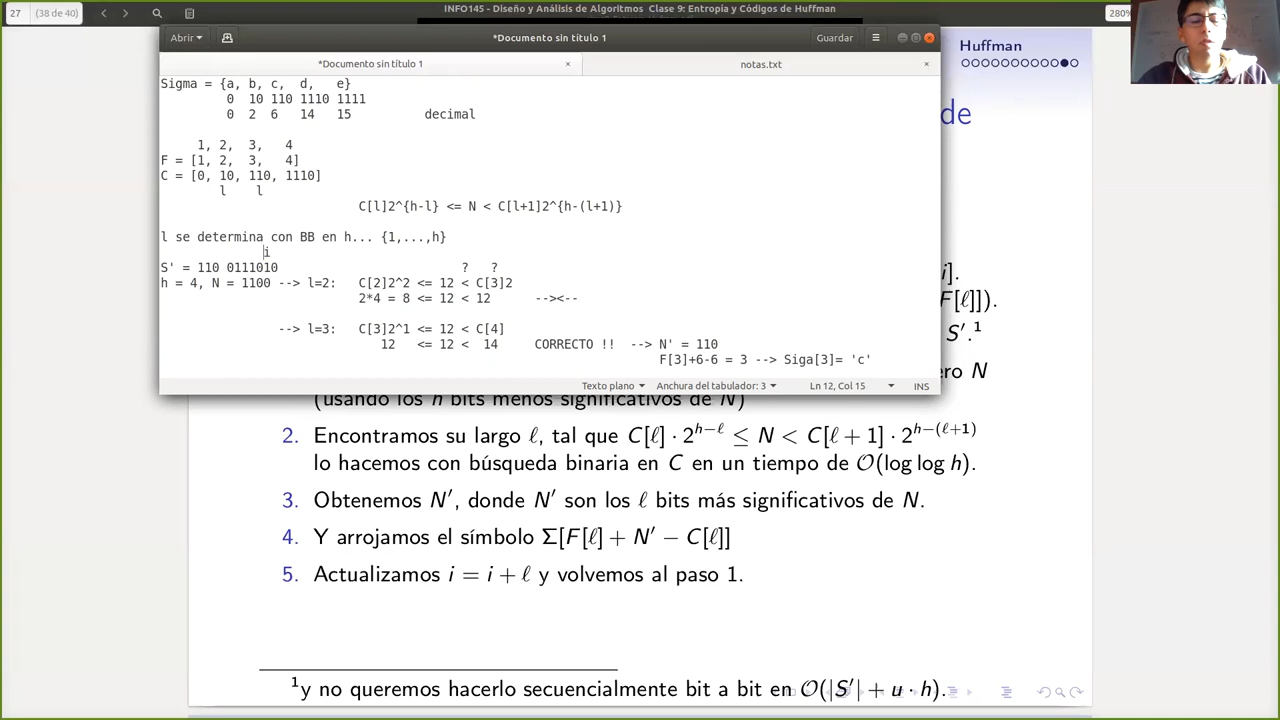 27 (38 de 40)
INFO145 - Diseño y Análisis de Algoritmos Clase 9: Entropía y Códigos de Huffman
280%
Abrir
*Documento sin título 1
Guardar
*Documento sin título 1 × notas.txt ×
Sigma = {a, b, c, d, e}
0 10 110 1110 1111
0 2 6 14 15 decimal
1, 2, 3, 4
F = [1, 2, 3, 4]
C = [0, 10, 110, 1110]
l l
C[l]2^{h-l} <= N < C[l+1]2^{h-(l+1)}
l se determina con BB en h... {1,...,h}
i
S' = 110 0111010 ? ?
h = 4, N = 1100 --> l=2: C[2]2^2 <= 12 < C[3]2
2*4 = 8 <= 12 < 12 --><--
--> l=3: C[3]2^1 <= 12 < C[4]
12 <= 12 < 14 CORRECTO !! --> N' = 110
F[3]+6-6 = 3 --> Siga[3]= 'c'
Texto plano Anchura del tabulador: 3 Ln 12, Col 15 INS
Huffman
de
i].
F[ℓ]]).
S′.¹
ero N
(usando los h bits menos significativos de N)
2. Encontramos su largo ℓ, tal que C[ℓ] · 2^{h−ℓ} ≤ N < C[ℓ + 1] · 2^{h−(ℓ+1)}
lo hacemos con búsqueda binaria en C en un tiempo de O(log log h).
3. Obtenemos N′, donde N′ son los ℓ bits más significativos de N.
4. Y arrojamos el símbolo Σ[F[ℓ] + N′ − C[ℓ]]
5. Actualizamos i = i + ℓ y volvemos al paso 1.
¹y no queremos hacerlo secuencialmente bit a bit en O(|S′| + u · h).